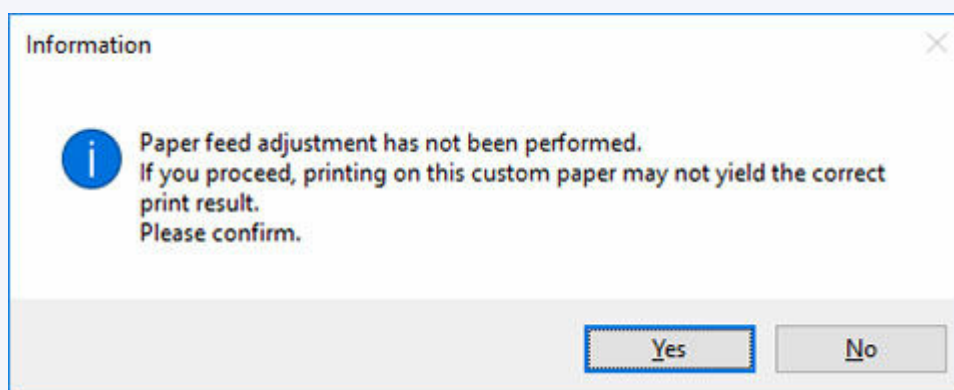 Information
Paper feed adjustment has not been performed.
If you proceed, printing on this custom paper may not yield the correct
print result.
Please confirm.
Yes
No